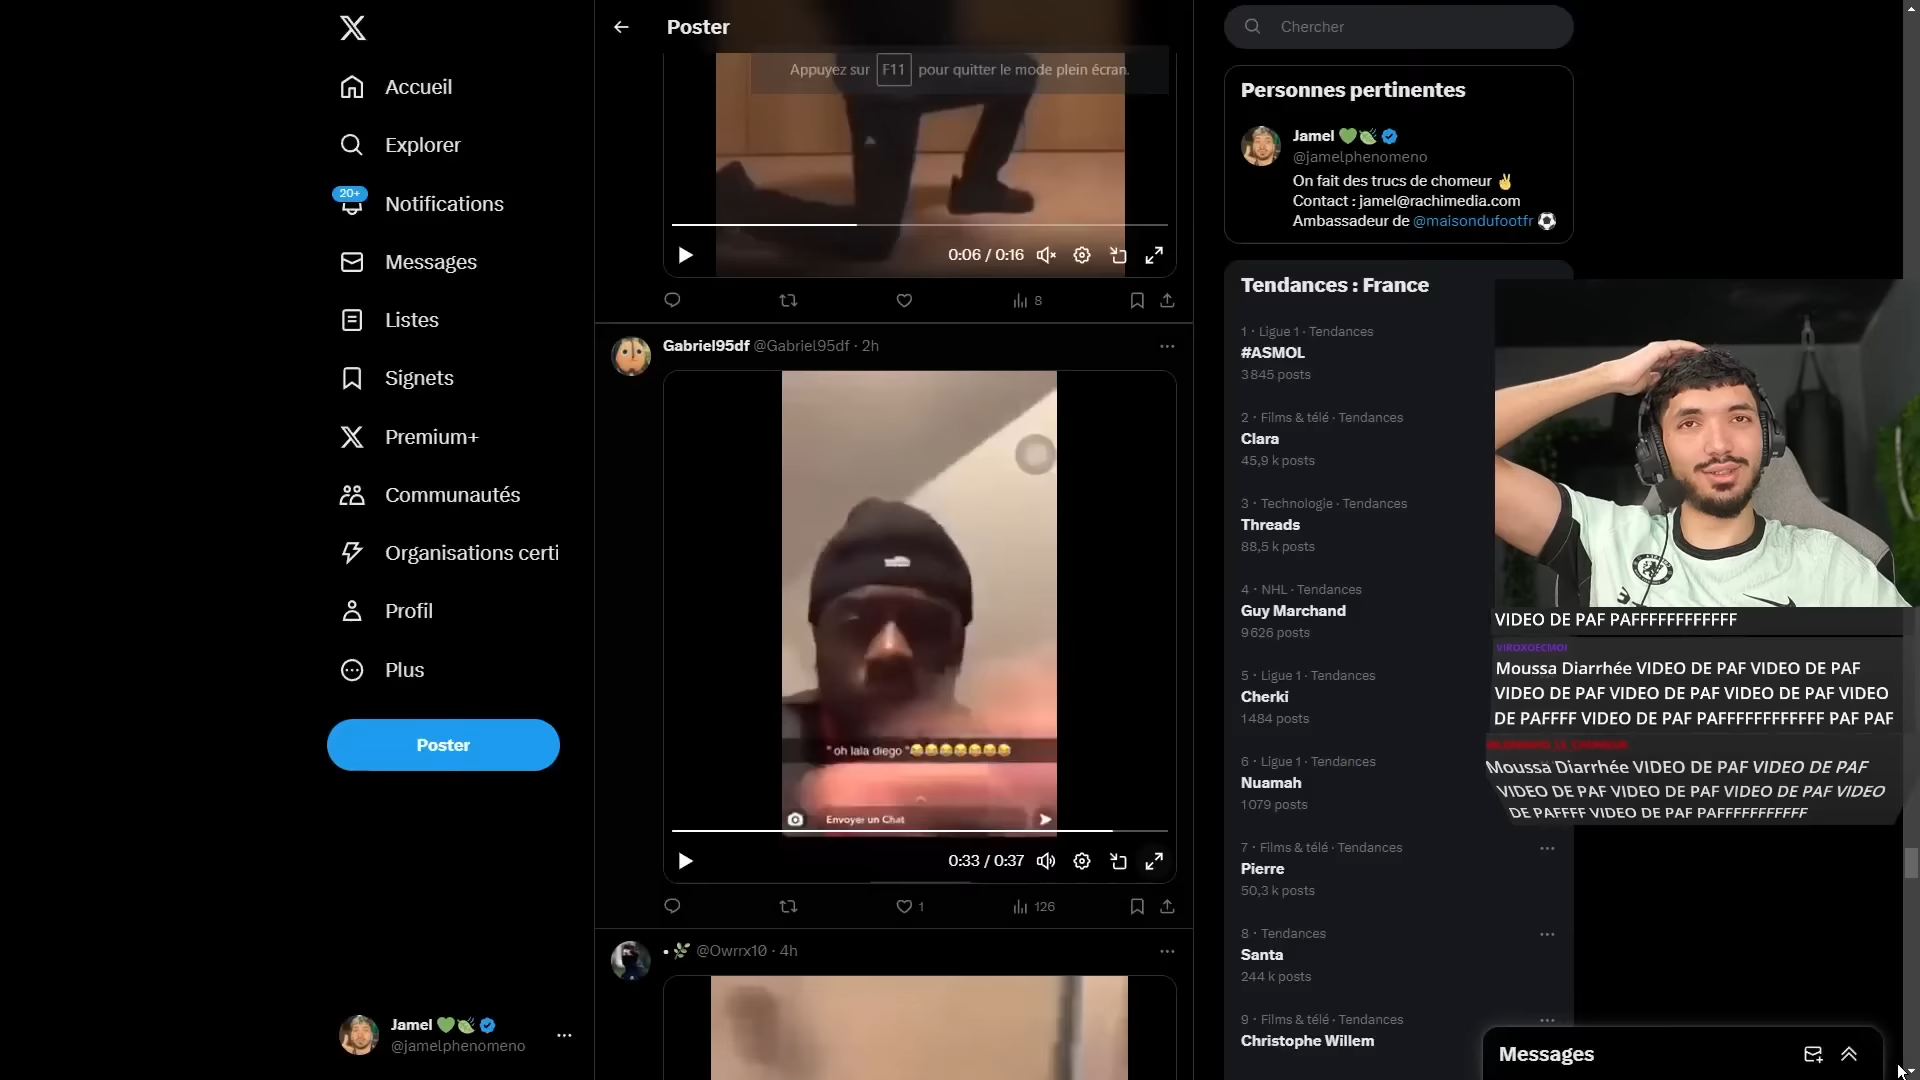 Poster
Appuyez sur F11 pour quitter le mode plein écran.
Chercher
Accueil
Explorer
20+
Notifications
Messages
Listes
Signets
Premium+
Communautés
Organisations certi
Profil
Plus
Poster
Jamel
@jamelphenomeno
0:06 / 0:16
8
Gabriel95df @Gabriel95df · 2h
" oh lala diego "😂😂😂😂😂😂😂
Envoyer un Chat
0:33 / 0:37
1
126
@Owrrx10 · 4h
Personnes pertinentes
Jamel
@jamelphenomeno
On fait des trucs de chomeur ✌
Contact : jamel@rachimedia.com
Ambassadeur de @maisondufootfr ⚽
Tendances : France
1 · Ligue 1 · Tendances
#ASMOL
3 845 posts
2 · Films & télé · Tendances
Clara
45,9 k posts
3 · Technologie · Tendances
Threads
88,5 k posts
4 · NHL · Tendances
Guy Marchand
9 626 posts
5 · Ligue 1 · Tendances
Cherki
1 484 posts
6 · Ligue 1 · Tendances
Nuamah
1 079 posts
7 · Films & télé · Tendances
Pierre
50,3 k posts
8 · Tendances
Santa
244 k posts
9 · Films & télé · Tendances
Christophe Willem
VIDEO DE PAF PAFFFFFFFFFFFF
VIROXOECMOI
Moussa Diarrhée VIDEO DE PAF VIDEO DE PAF
VIDEO DE PAF VIDEO DE PAF VIDEO DE PAF VIDEO
DE PAFFFF VIDEO DE PAF PAFFFFFFFFFFFF PAF PAF
Moussa Diarrhée VIDEO DE PAF VIDEO DE PAF
VIDEO DE PAF VIDEO DE PAF VIDEO DE PAF VIDEO
DE PAFFFF VIDEO DE PAF PAFFFFFFFFFFF
Messages